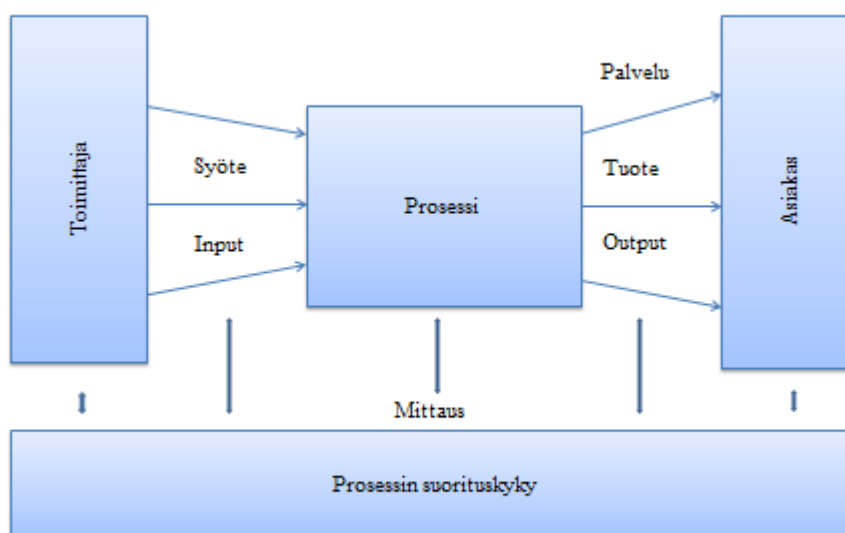 Toimittaja
Syöte
Input
Prosessi
Palvelu
Tuote
Output
Asiakas
Mittaus
Prosessin suorituskyky